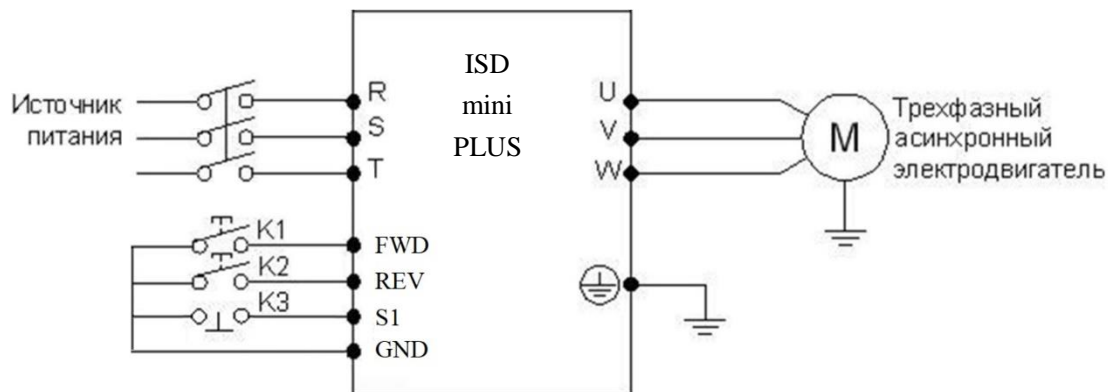 ISD
mini
PLUS
Источник
питания
R
S
T
U
V
W
M
Трехфазный
асинхронный
электродвигатель
K1
FWD
K2
REV
K3
S1
GND